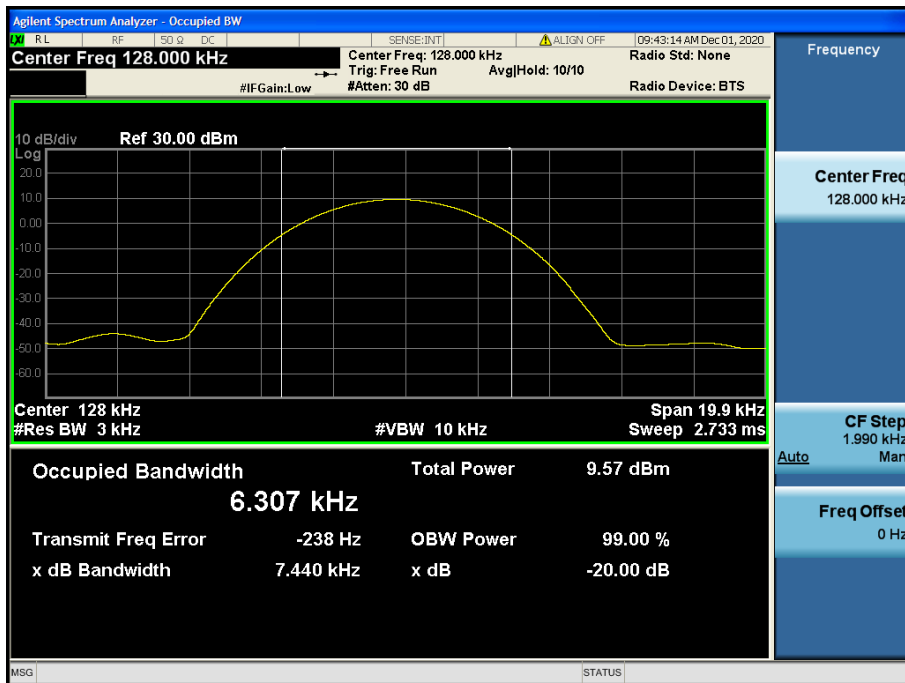 Agilent Spectrum Analyzer - Occupied BW
LXI RL RF 50 Ω DC SENSE:INT ALIGN OFF 09:43:14 AM Dec 01, 2020
Center Freq 128.000 kHz
Center Freq: 128.000 kHz Radio Std: None
Trig: Free Run Avg|Hold: 10/10
#IFGain:Low #Atten: 30 dB Radio Device: BTS
10 dB/div Ref 30.00 dBm
Log
20.0
10.0
0.00
-10.0
-20.0
-30.0
-40.0
-50.0
-60.0
Center 128 kHz Span 19.9 kHz
#Res BW 3 kHz #VBW 10 kHz Sweep 2.733 ms
Occupied Bandwidth Total Power 9.57 dBm
6.307 kHz
Transmit Freq Error -238 Hz OBW Power 99.00 %
x dB Bandwidth 7.440 kHz x dB -20.00 dB
MSG STATUS
Frequency
Center Freq
128.000 kHz
CF Step
1.990 kHz
Auto Man
Freq Offset
0 Hz